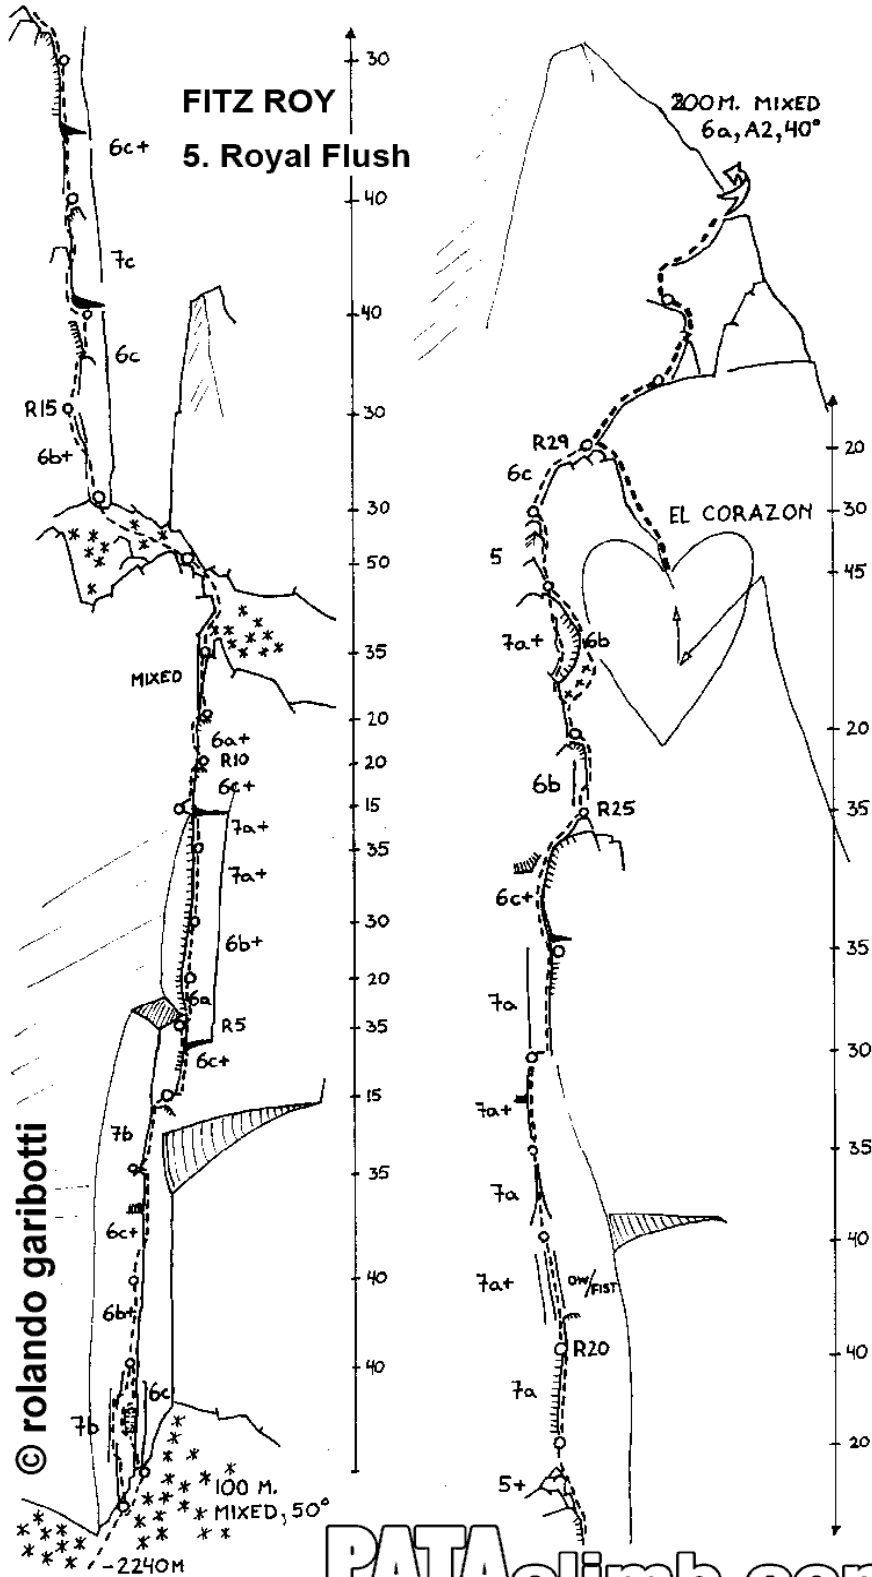 FITZ ROY
5. Royal Flush
30
6c+
40
7c
40
6c
R15
30
6b+
30
50
35
MIXED
20
6a+
R10
20
6c+
15
7a+
35
7a+
30
6b+
20
6a
R5
35
6c+
15
7b
35
6c+
40
6b+
40
6c
7b
100 M.
MIXED, 50°
-2240M
© rolando garibotti
200M. MIXED
6a, A2, 40°
R29
20
6c
30
EL CORAZON
5
45
7a+
6b
20
6b
R25
35
6c+
35
7a
30
7a+
35
7a
40
7a+
OW/FIST
R20
40
7a
20
5+
PATAclimb.com